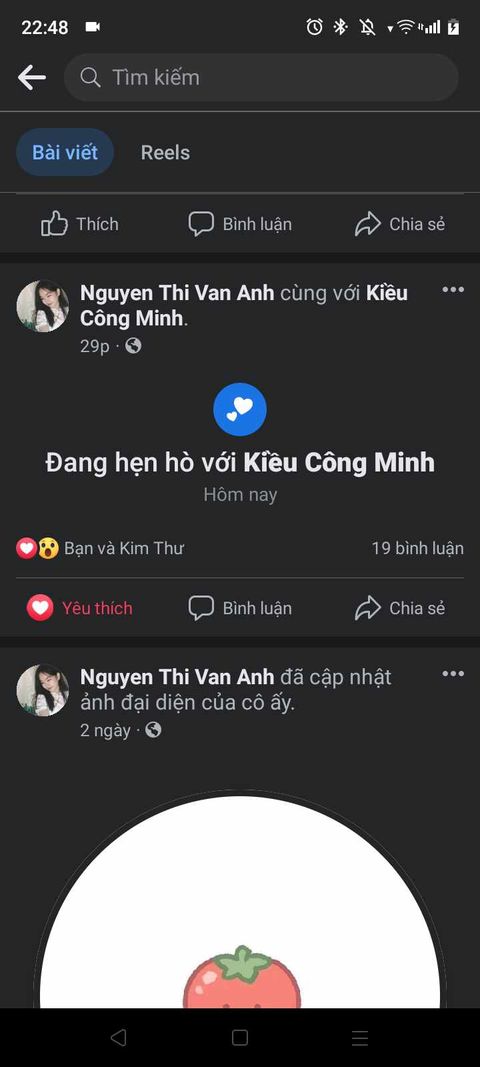 22:48
Tìm kiếm
Bài viết
Reels
Thích
Bình luận
Chia sẻ
Nguyen Thi Van Anh cùng với Kiều
Công Minh.
29p ·
Đang hẹn hò với Kiều Công Minh
Hôm nay
Bạn và Kim Thư
19 bình luận
Yêu thích
Bình luận
Chia sẻ
Nguyen Thi Van Anh đã cập nhật
ảnh đại diện của cô ấy.
2 ngày ·